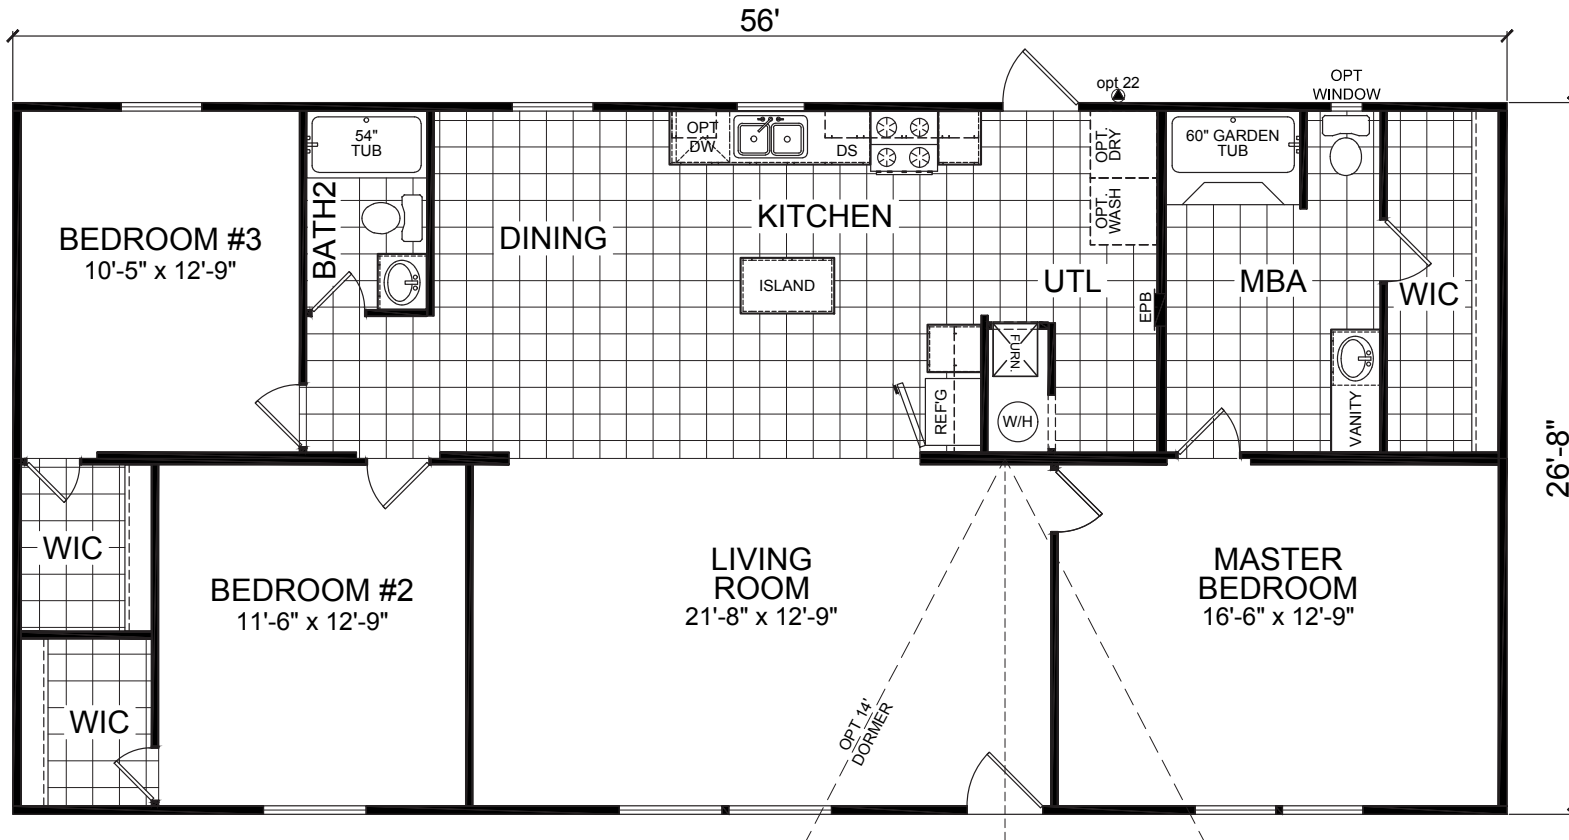 56'
opt 22
OPT
WINDOW
54"
TUB
OPT
DW
DS
OPT.
DRY
60" GARDEN
TUB
BATH2
OPT.
WASH
KITCHEN
BEDROOM #3
10'-5" x 12'-9"
DINING
ISLAND
UTL
MBA
WIC
EPB
FURN.
REF'G
W/H
VANITY
26'-8"
WIC
BEDROOM #2
11'-6" x 12'-9"
LIVING
ROOM
21'-8" x 12'-9"
MASTER
BEDROOM
16'-6" x 12'-9"
WIC
OPT 14'
DORMER